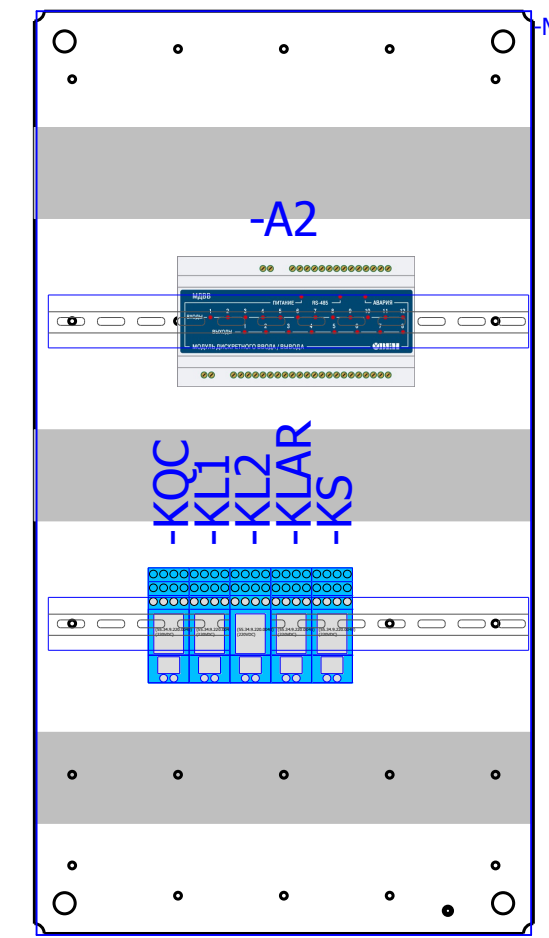 -A2
МДВВ
ПИТАНИЕ RS-485 АВАРИЯ
1 2 3 4 5 6 7 8 9 10 11 12
ВХОДЫ
1 2 3 4 5 6 7 8
ВЫХОДЫ
МОДУЛЬ ДИСКРЕТНОГО ВВОДА / ВЫВОДА
-KQC
-KL1
-KL2
-KLAR
-KS